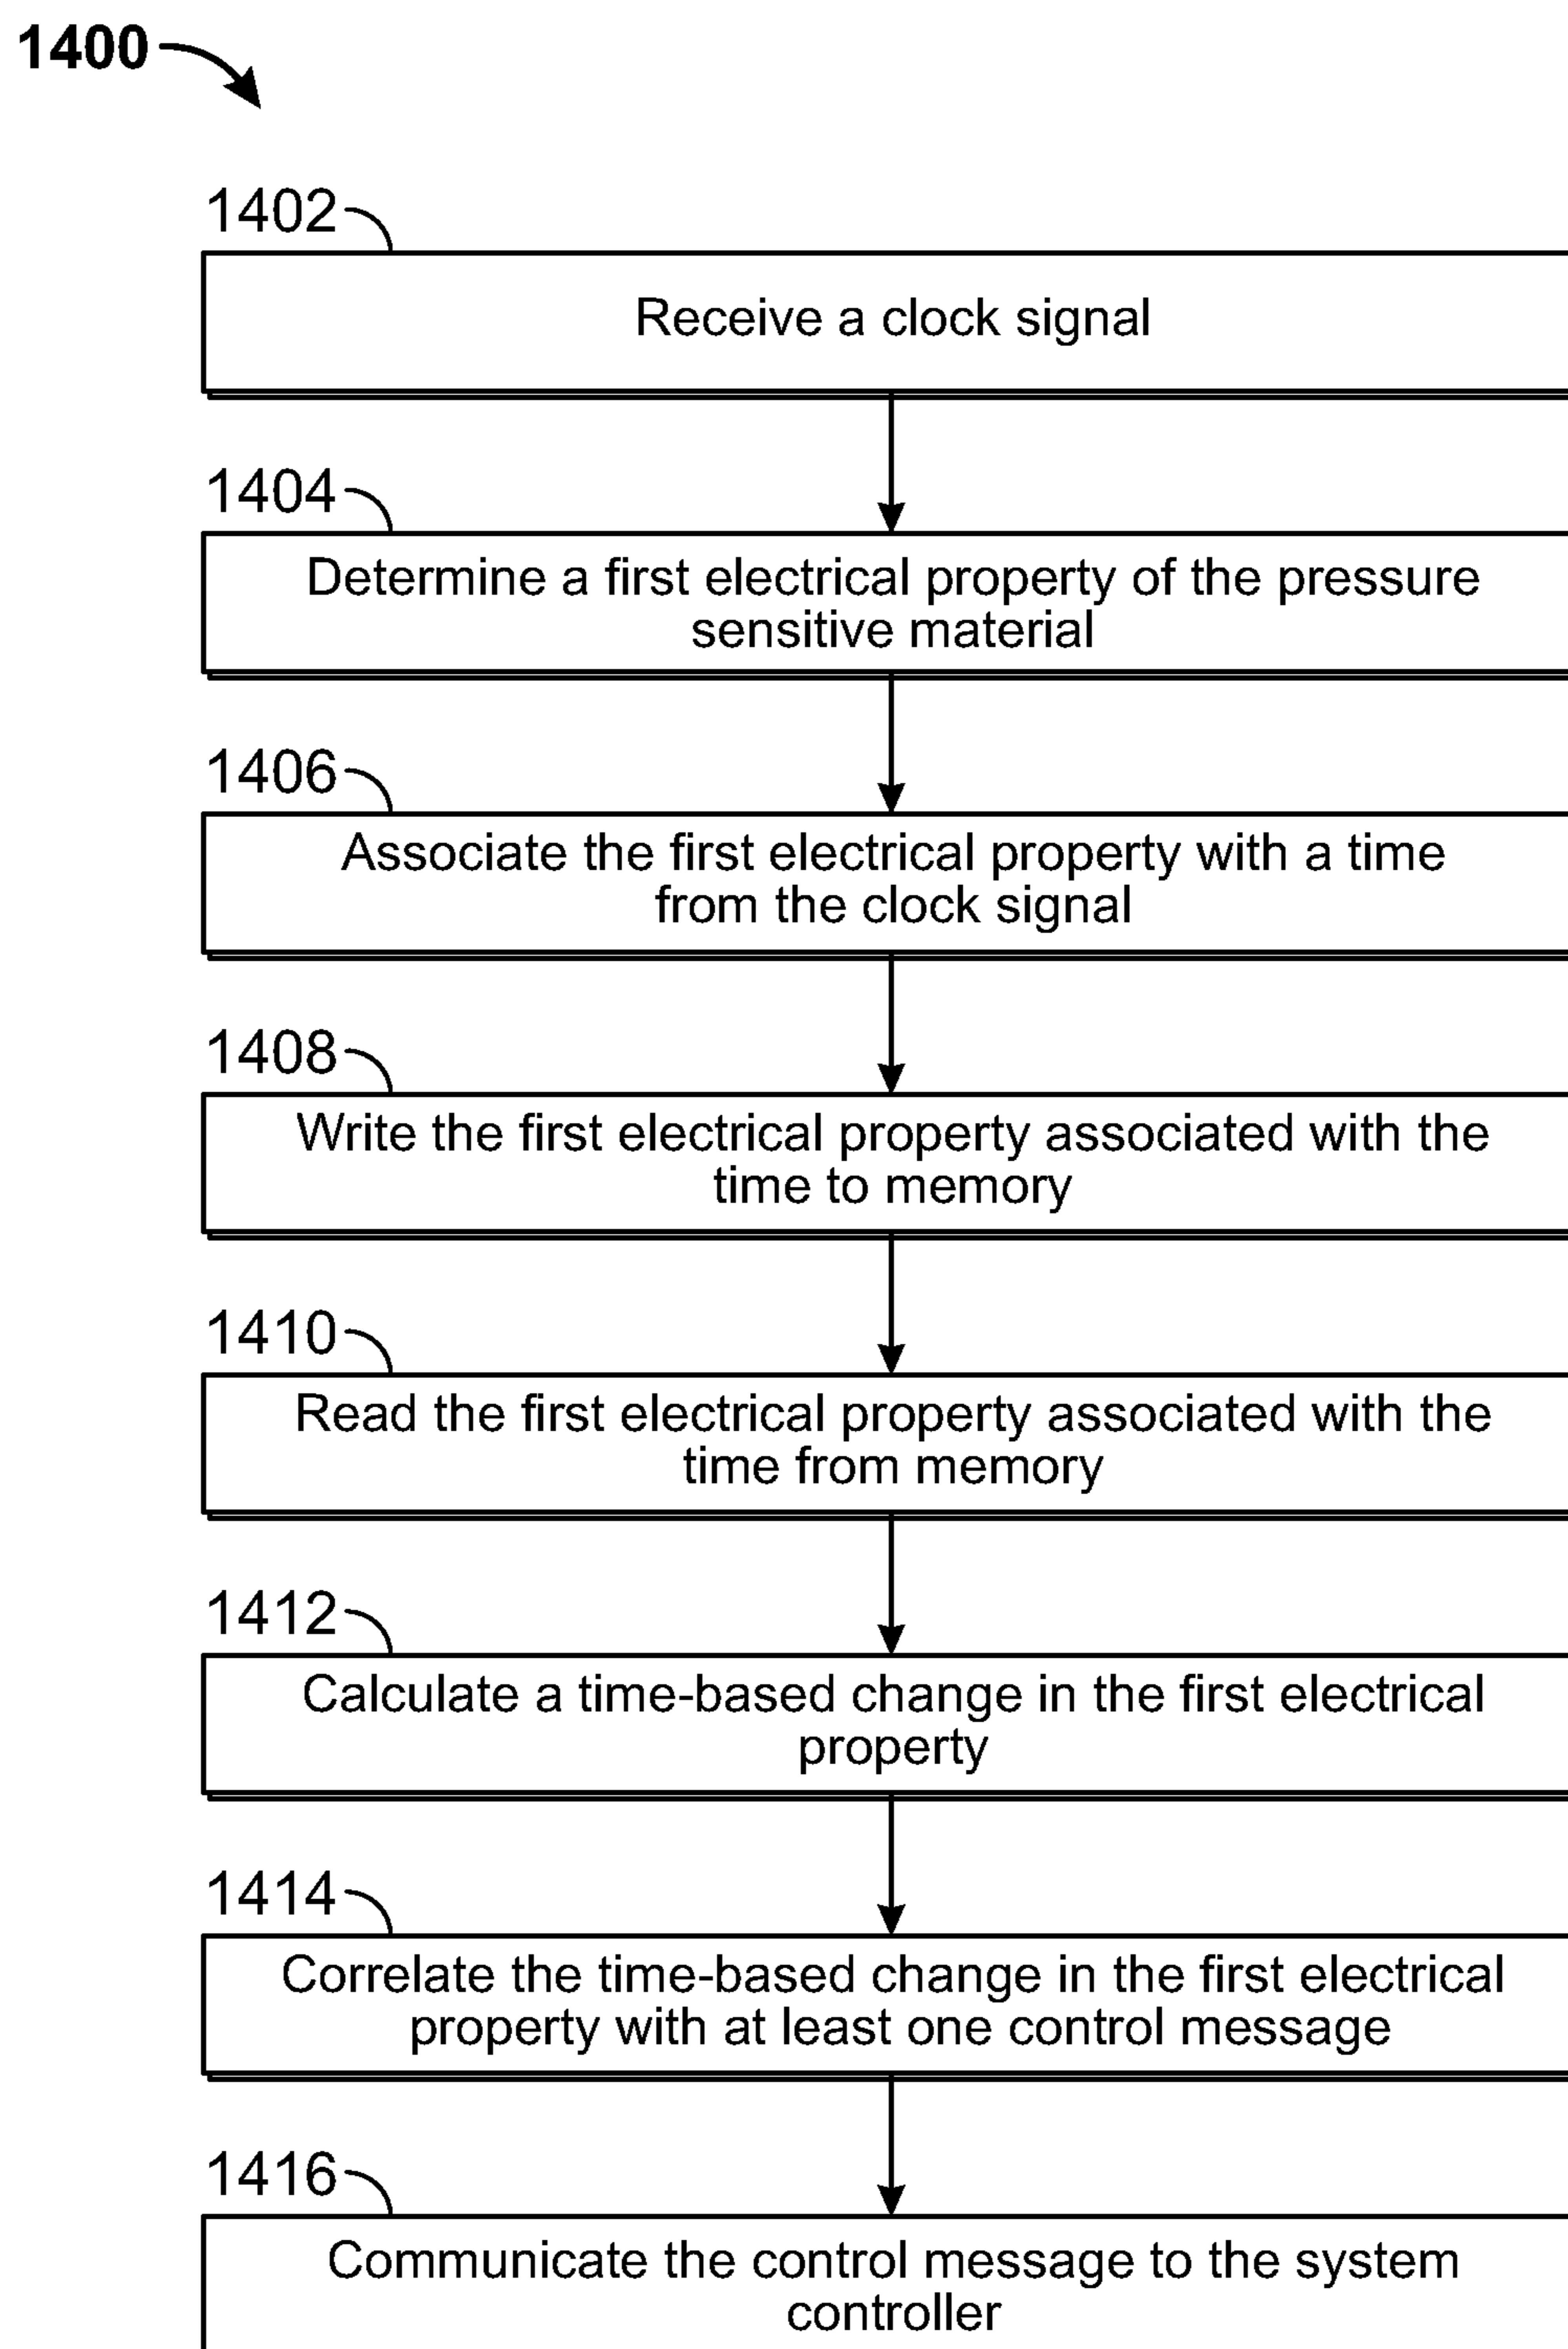 1400
1402
Receive a clock signal
1404
Determine a first electrical property of the pressure
sensitive material
1406
Associate the first electrical property with a time
from the clock signal
1408
Write the first electrical property associated with the
time to memory
1410
Read the first electrical property associated with the
time from memory
1412
Calculate a time-based change in the first electrical
property
1414
Correlate the time-based change in the first electrical
property with at least one control message
1416
Communicate the control message to the system
controller